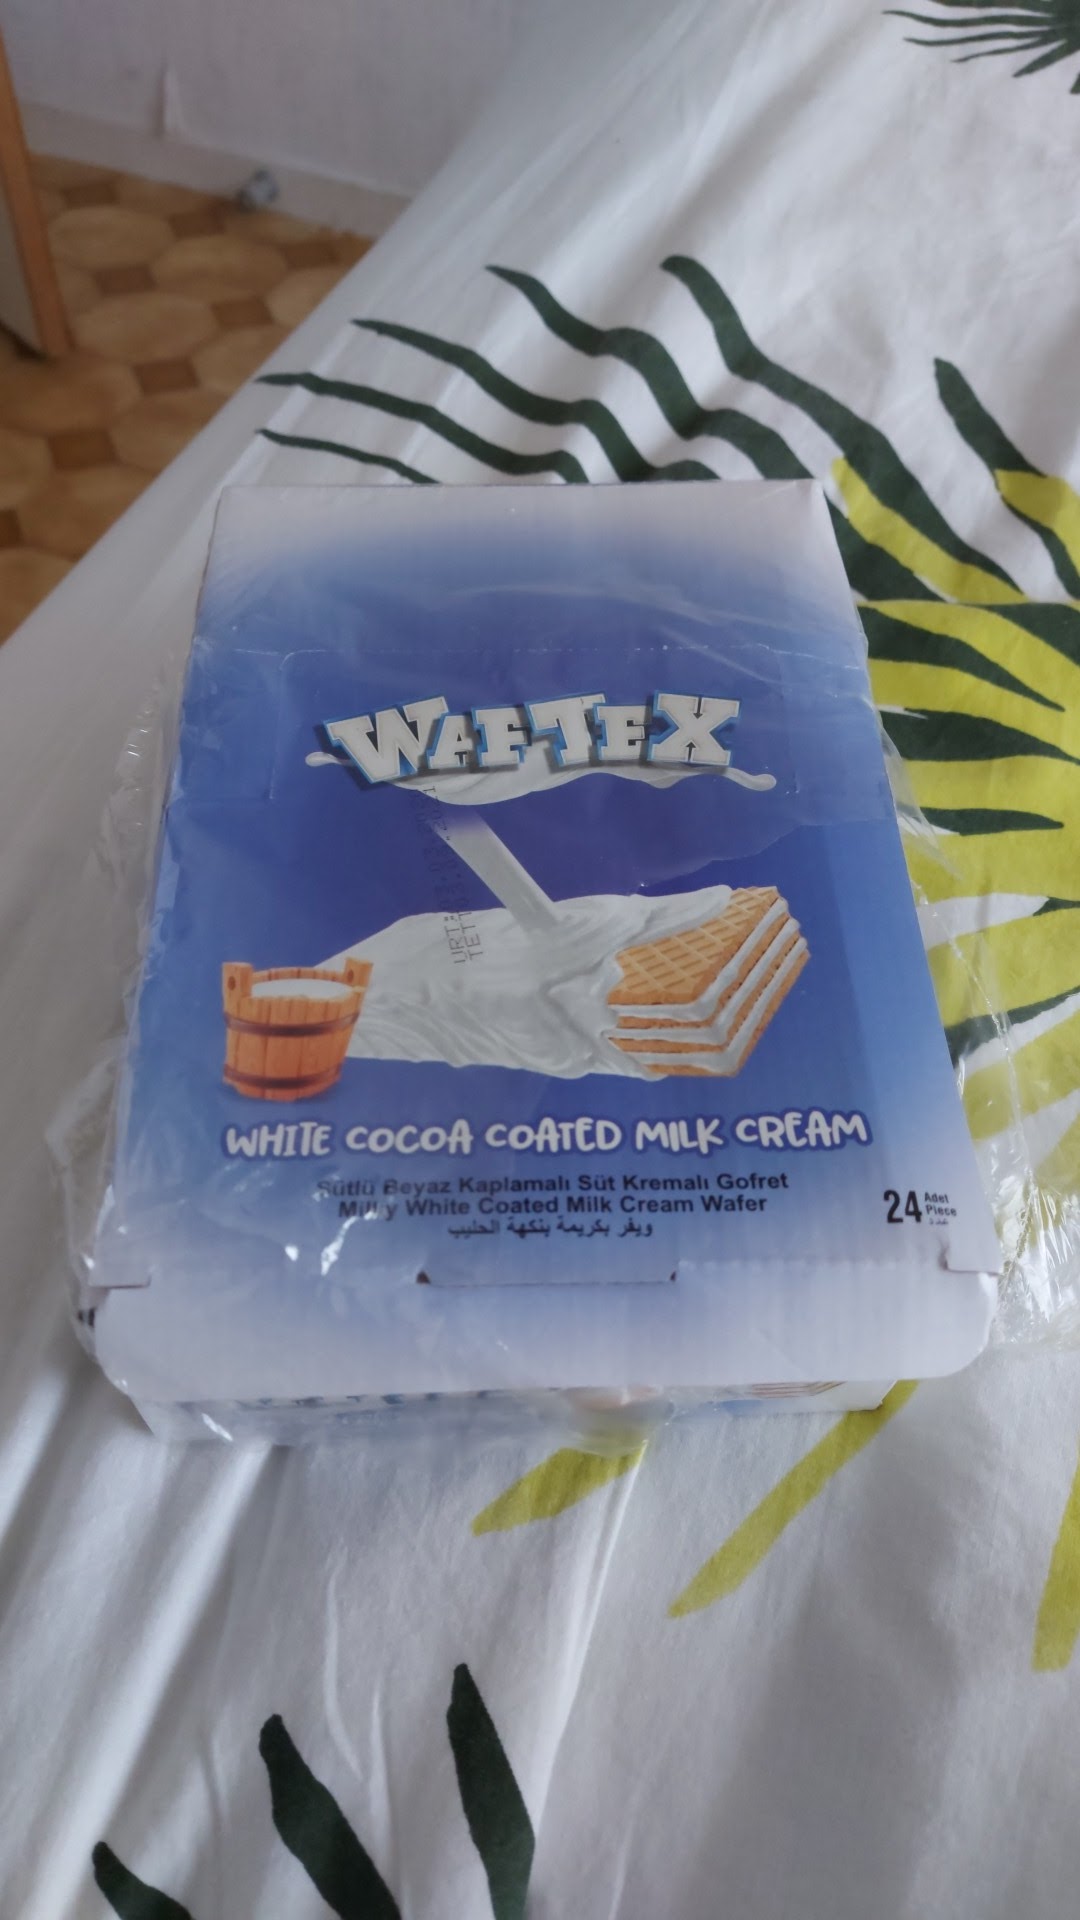 WAFTEX
WHITE COCOA COATED MILK CREAM
Sütlü Beyaz Kaplamalı Süt Kremalı Gofret
Milky White Coated Milk Cream Wafer
ويفر بكريمة بنكهة الحليب
24 Adet
Piece